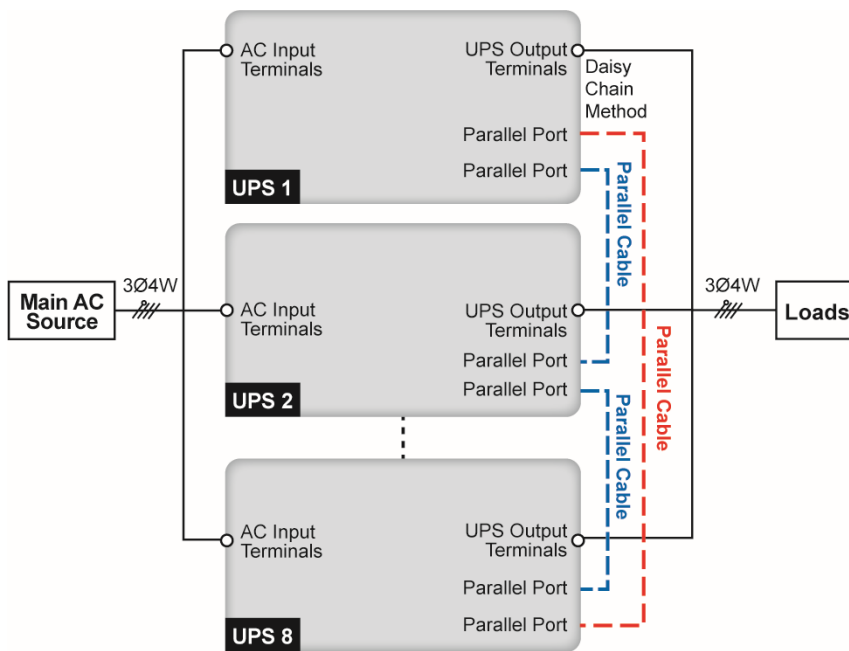 AC Input
Terminals
UPS Output
Terminals
Daisy
Chain
Method
Parallel Port
Parallel Port
UPS 1
Parallel Cable
Main AC
Source
3Ø4W
AC Input
Terminals
UPS Output
Terminals
3Ø4W
Loads
Parallel Port
Parallel Port
UPS 2
Parallel Cable
Parallel Cable
AC Input
Terminals
UPS Output
Terminals
Parallel Port
Parallel Port
UPS 8